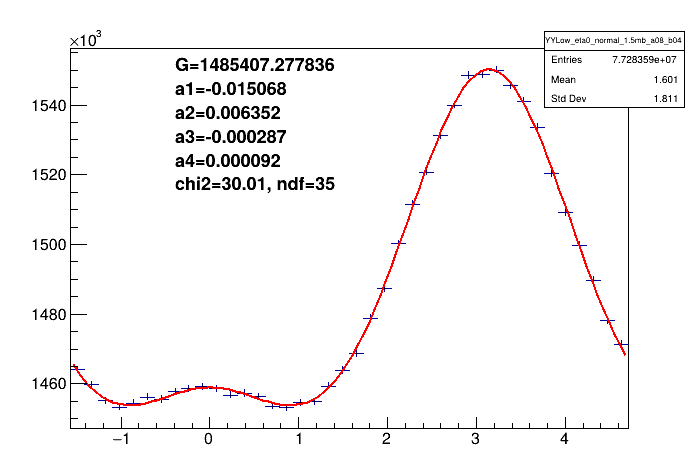 ×10³
YYLow_eta0_normal_1.5mb_a08_b04
Entries 7.728359e+07
Mean 1.601
Std Dev 1.811
G=1485407.277836
a1=-0.015068
a2=0.006352
a3=-0.000287
a4=0.000092
chi2=30.01, ndf=35
1540
1520
1500
1480
1460
−1 0 1 2 3 4